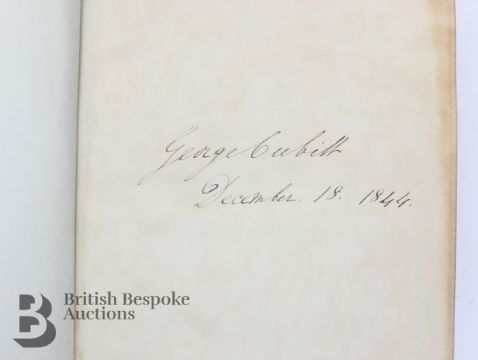 George Cubitt
December. 18. 1844.
British Bespoke
Auctions